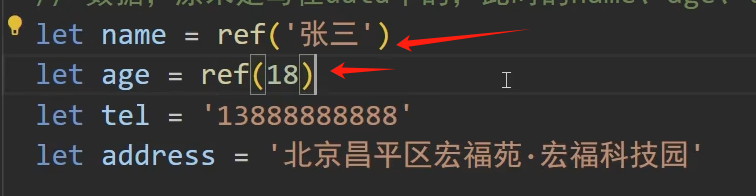 let name = ref('张三')
let age = ref(18)
let tel = '13888888888'
let address = '北京昌平区宏福苑·宏福科技园'